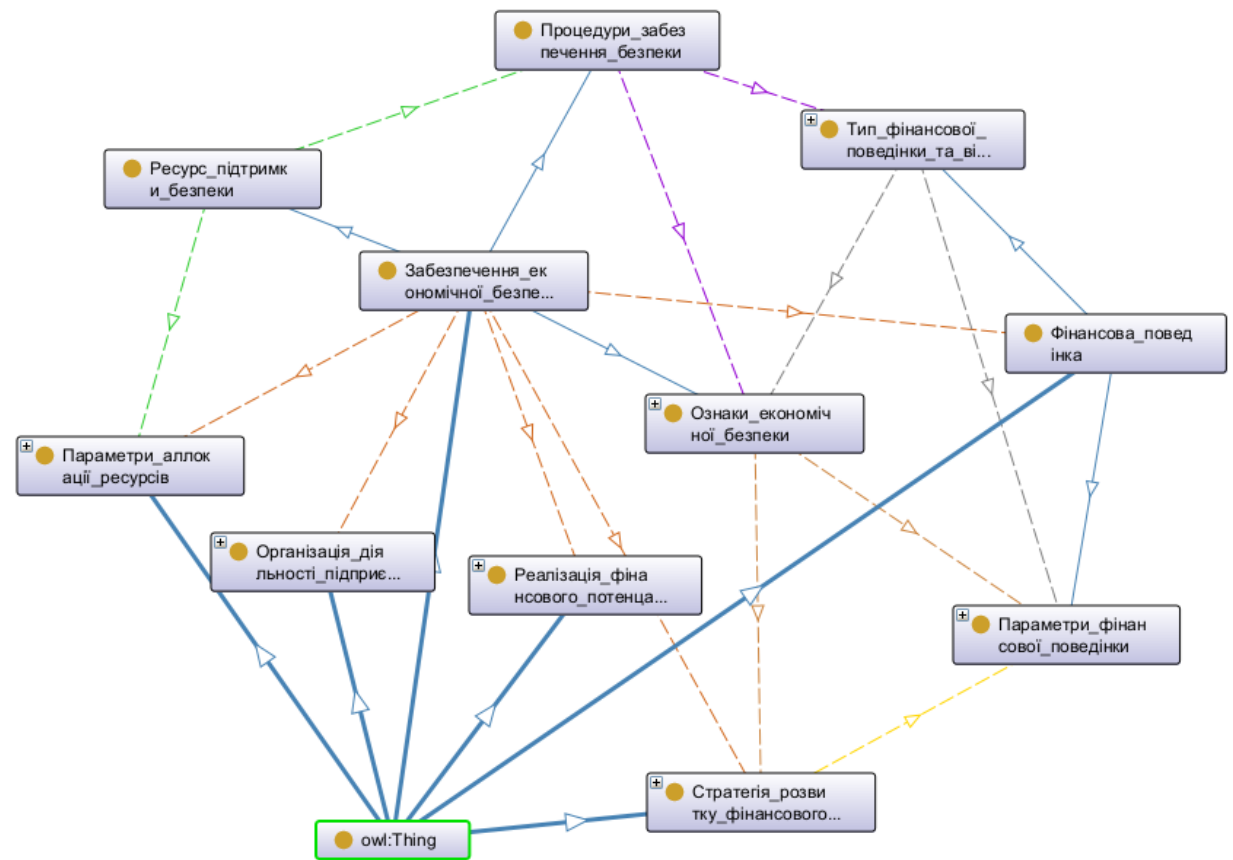 Процедури_забез
печення_безпеки
Тип_фінансової_
поведінки_та_ві...
Ресурс_підтримк
и_безпеки
Забезпечення_ек
ономічної_безпе...
Фінансова_повед
інка
Ознаки_економіч
ної_безпеки
Параметри_аллок
ації_ресурсів
Організація_дія
льності_підприє...
Реалізація_фіна
нсового_потенца...
Параметри_фінан
сової_поведінки
Стратегія_розви
тку_фінансового...
owl:Thing